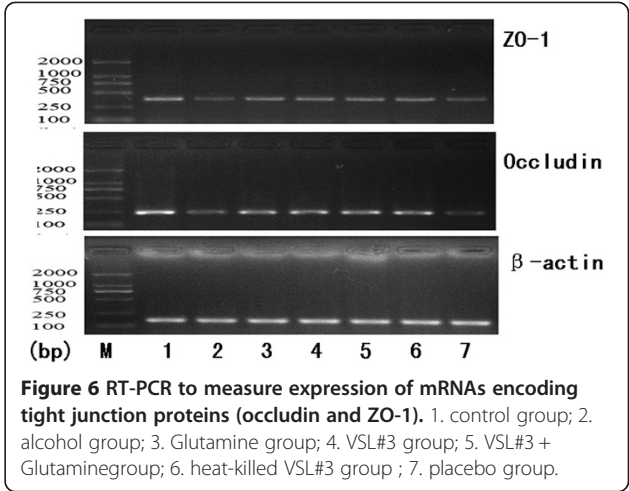 ZO-1
2000
1000
750
500
250
100
Occludin
2000
1000
750
500
250
100
β-actin
2000
1000
750
500
250
100
(bp) M 1 2 3 4 5 6 7
Figure 6 RT-PCR to measure expression of mRNAs encoding
tight junction proteins (occludin and ZO-1). 1. control group; 2.
alcohol group; 3. Glutamine group; 4. VSL#3 group; 5. VSL#3 +
Glutaminegroup; 6. heat-killed VSL#3 group ; 7. placebo group.